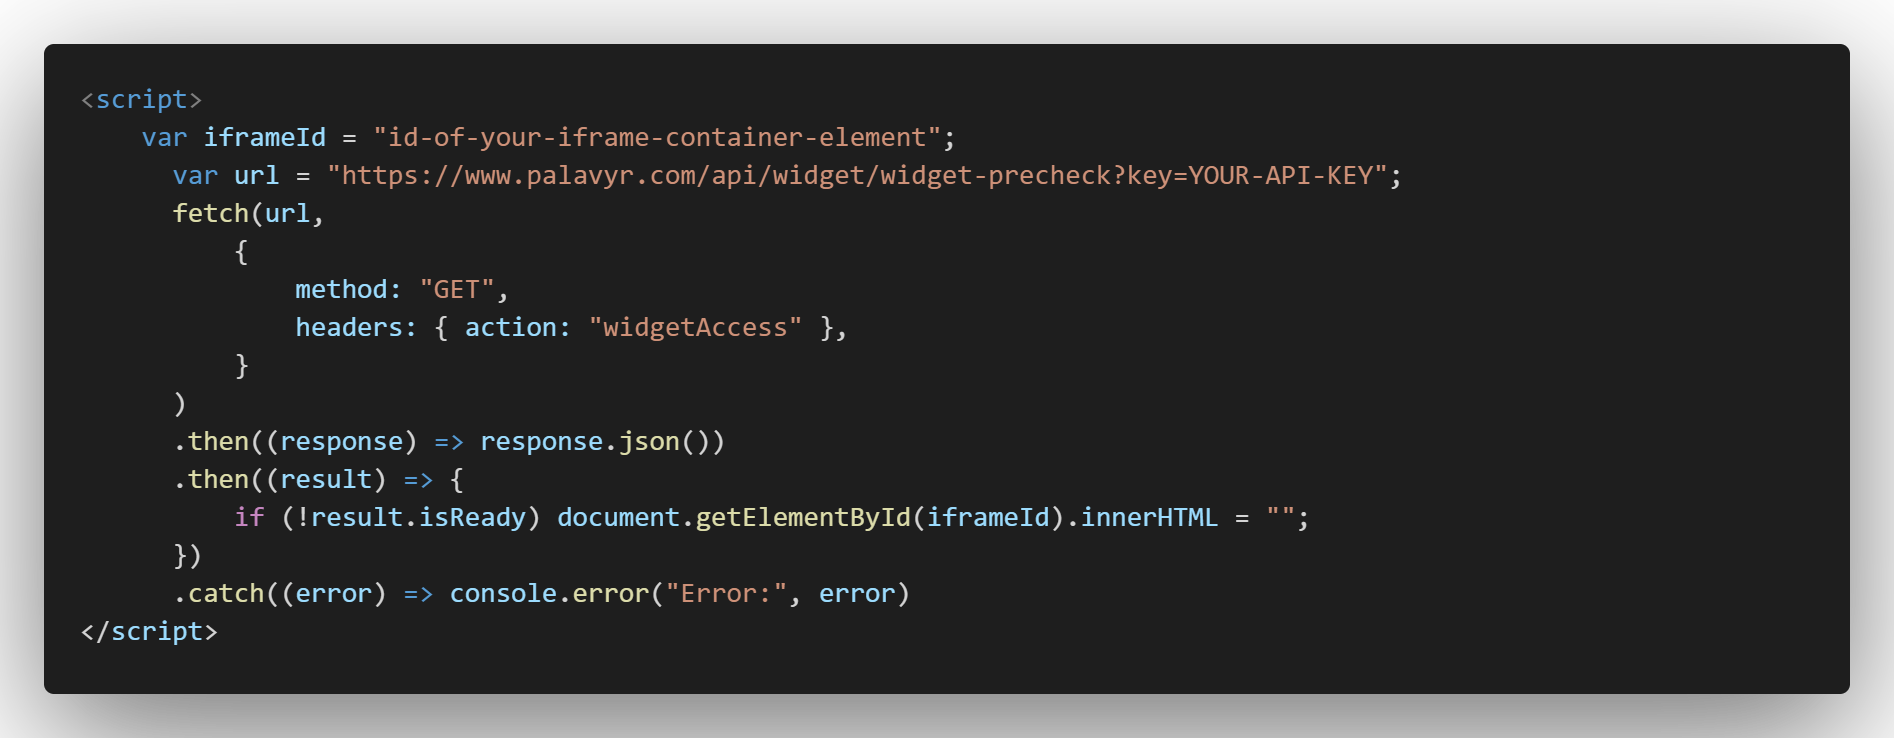 <script>
    var iframeId = "id-of-your-iframe-container-element";
      var url = "https://www.palavyr.com/api/widget/widget-precheck?key=YOUR-API-KEY";
      fetch(url,
          {
              method: "GET",
              headers: { action: "widgetAccess" },
          }
      )
      .then((response) => response.json())
      .then((result) => {
          if (!result.isReady) document.getElementById(iframeId).innerHTML = "";
      })
      .catch((error) => console.error("Error:", error)
</script>